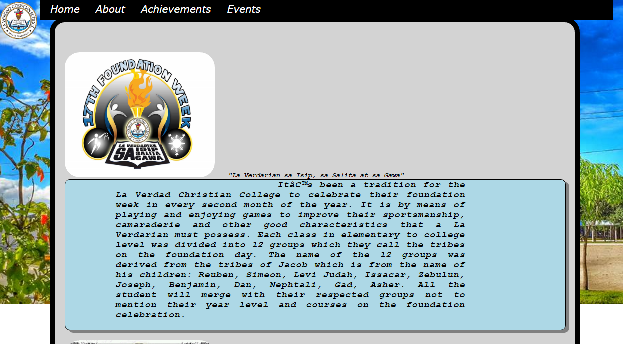 Home About Achievements Events
17TH FOUNDATION WEEK
LA VERDARIAN
SA ISIP
SALITA
GAWA
"La Verdarian sa Isip, sa Salita at sa Gawa"
Itâ€™s been a tradition for the
La Verdad Christian College to celebrate their foundation
week in every second month of the year. It is by means of
playing and enjoying games to improve their sportsmanship,
camaraderie and other good characteristics that a La
Verdarian must possess. Each class in elementary to college
level was divided into 12 groups which they call the tribes
on the foundation day. The name of the 12 groups was
derived from the tribes of Jacob which is from the name of
his children: Reuben, Simeon, Levi Judah, Issacar, Zebulun,
Joseph, Benjamin, Dan, Nephtali, Gad, Asher. All the
student will merge with their respected groups not to
mention their year level and courses on the foundation
celebration.